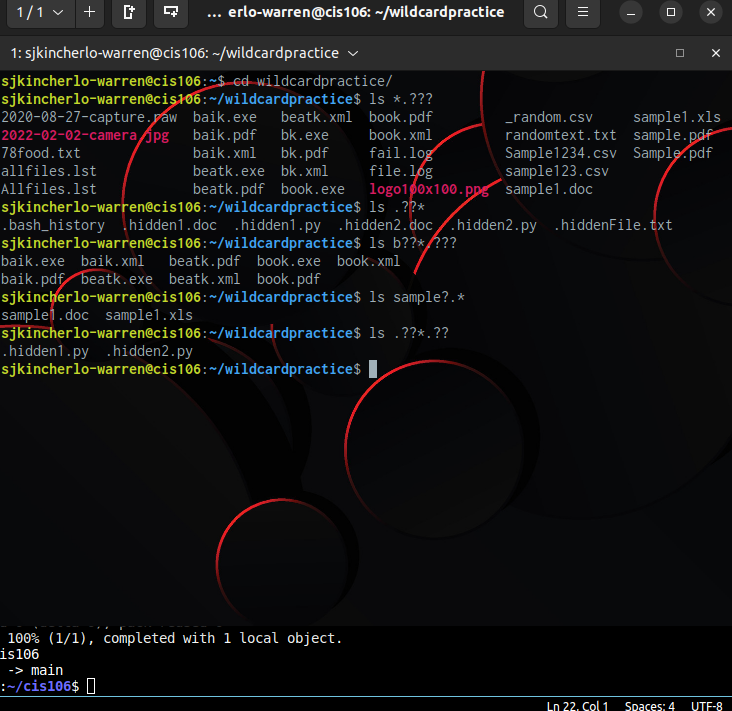 1 / 1
... erlo-warren@cis106: ~/wildcardpractice
1: sjkincherlo-warren@cis106: ~/wildcardpractice
sjkincherlo-warren@cis106:~$ cd wildcardpractice/
sjkincherlo-warren@cis106:~/wildcardpractice$ ls *.???
2020-08-27-capture.raw baik.exe beatk.xml book.pdf _random.csv sample1.xls
2022-02-02-camera.jpg baik.pdf bk.exe book.xml randomtext.txt sample.pdf
78food.txt baik.xml bk.pdf fail.log Sample1234.csv Sample.pdf
allfiles.lst beatk.exe bk.xml file.log sample123.csv
Allfiles.lst beatk.pdf book.exe logo100x100.png sample1.doc
sjkincherlo-warren@cis106:~/wildcardpractice$ ls .??*
.bash_history .hidden1.doc .hidden1.py .hidden2.doc .hidden2.py .hiddenFile.txt
sjkincherlo-warren@cis106:~/wildcardpractice$ ls b??*.???
baik.exe baik.xml beatk.pdf book.exe book.xml
baik.pdf beatk.exe beatk.xml book.pdf
sjkincherlo-warren@cis106:~/wildcardpractice$ ls sample?.*
sample1.doc sample1.xls
sjkincherlo-warren@cis106:~/wildcardpractice$ ls .??*.??
.hidden1.py .hidden2.py
sjkincherlo-warren@cis106:~/wildcardpractice$
100% (1/1), completed with 1 local object.
is106
-> main
:~/cis106$
Ln 22, Col 1 Spaces: 4 UTF-8